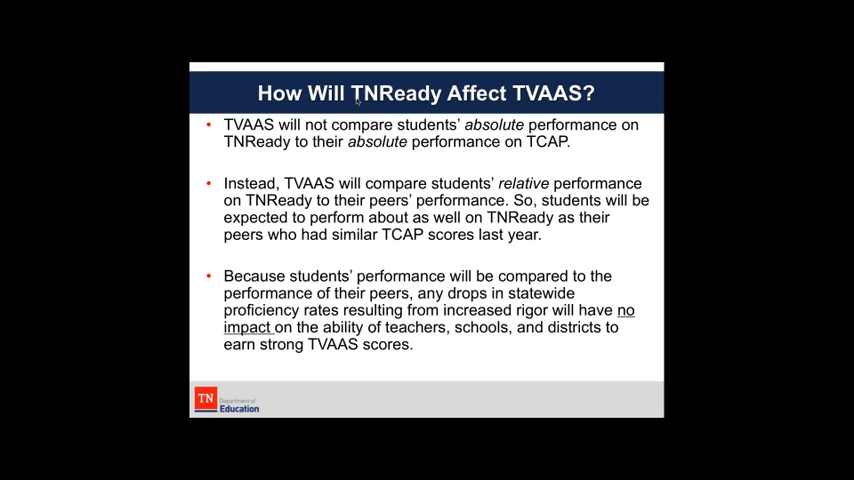 How Will TNReady Affect TVAAS?
• TVAAS will not compare students' absolute performance on
TNReady to their absolute performance on TCAP.
• Instead, TVAAS will compare students' relative performance
on TNReady to their peers' performance. So, students will be
expected to perform about as well on TNReady as their
peers who had similar TCAP scores last year.
• Because students' performance will be compared to the
performance of their peers, any drops in statewide
proficiency rates resulting from increased rigor will have no
impact on the ability of teachers, schools, and districts to
earn strong TVAAS scores.
TN
Department of
Education